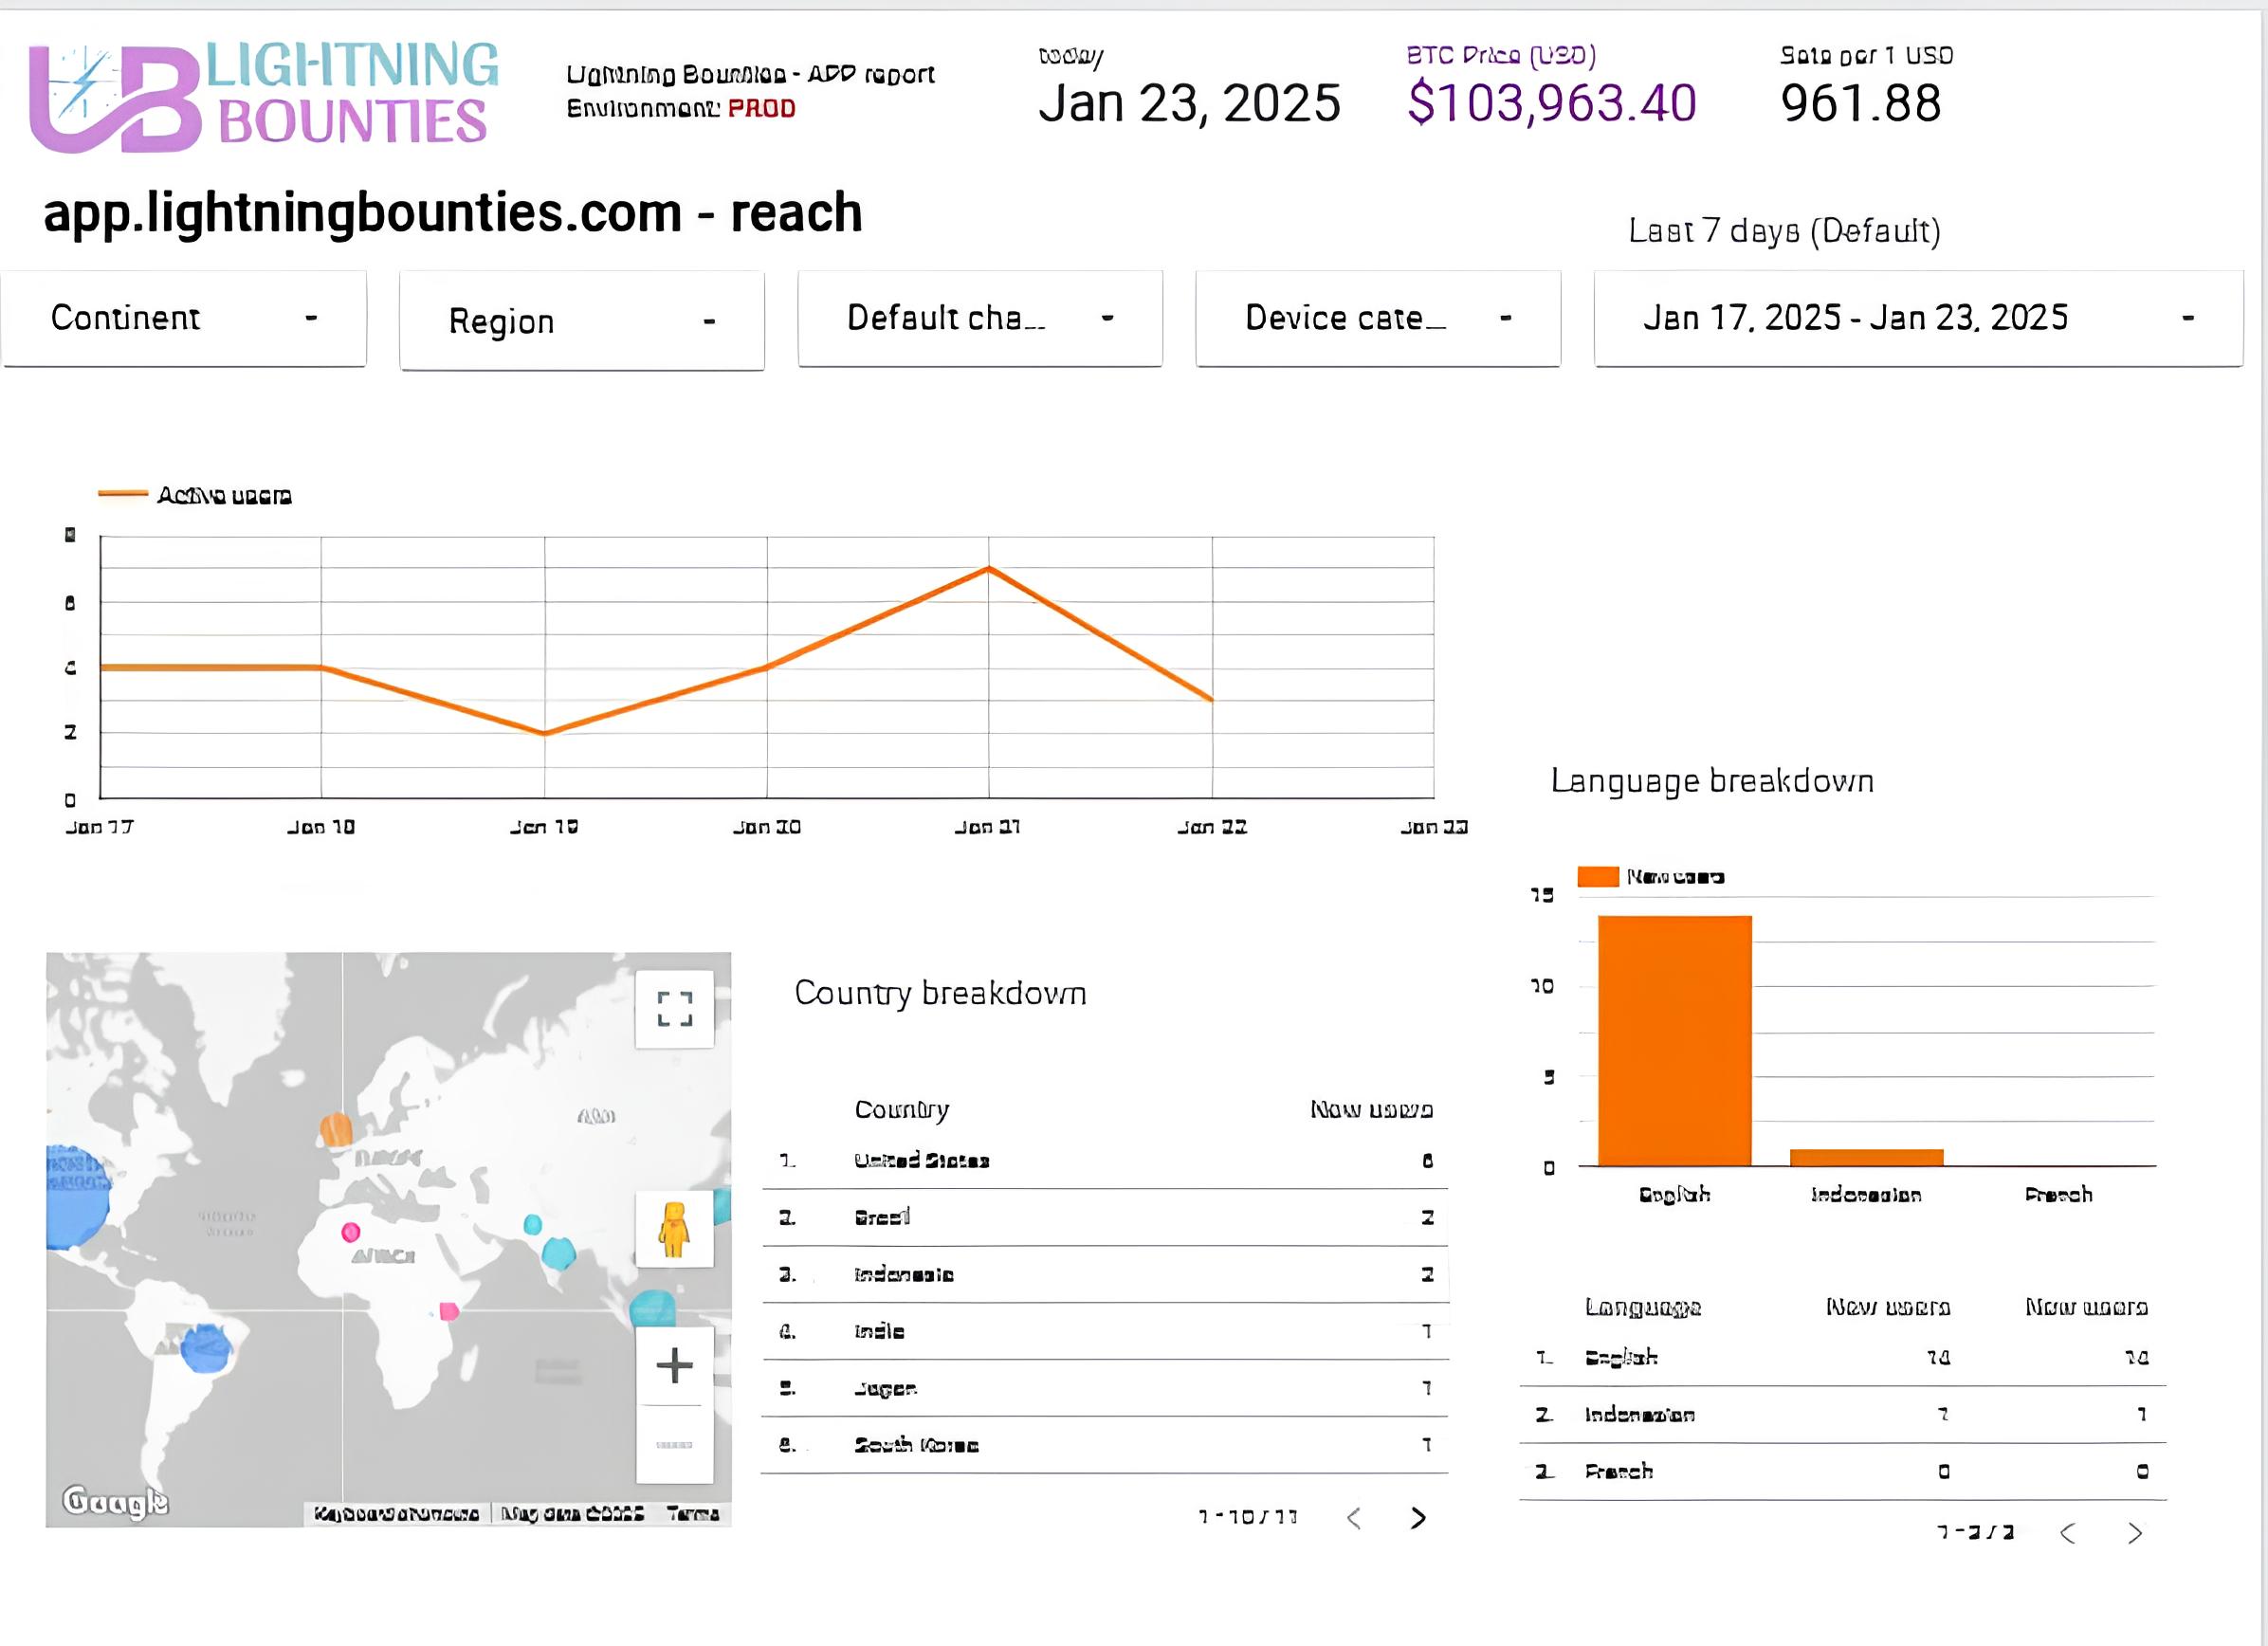 LIGHTNING
BOUNTIES
Lightning Bounties - APP report
Environment: PROD
today
Jan 23, 2025
BTC Price (USD)
$103,963.40
Sats per 1 USD
961.88
app.lightningbounties.com - reach
Last 7 days (Default)
Continent
Region
Default cha...
Device cate...
Jan 17, 2025 - Jan 23, 2025
Active users
8
6
4
2
0
Jan 17
Jan 18
Jan 19
Jan 20
Jan 21
Jan 22
Jan 23
Language breakdown
New users
15
10
5
0
English
Indonesian
French
Country breakdown
Country New users
1. United States
2. Brazil 2
3. Indonesia 2
4. India 1
5. Japan 1
6. South Korea 1
1 - 10 / 11
Language New users New users
1. English 14 14
2. Indonesian 1 1
3. French 0 0
AFRICA
Google
Keyboard shortcuts
Map data ©2025
Terms